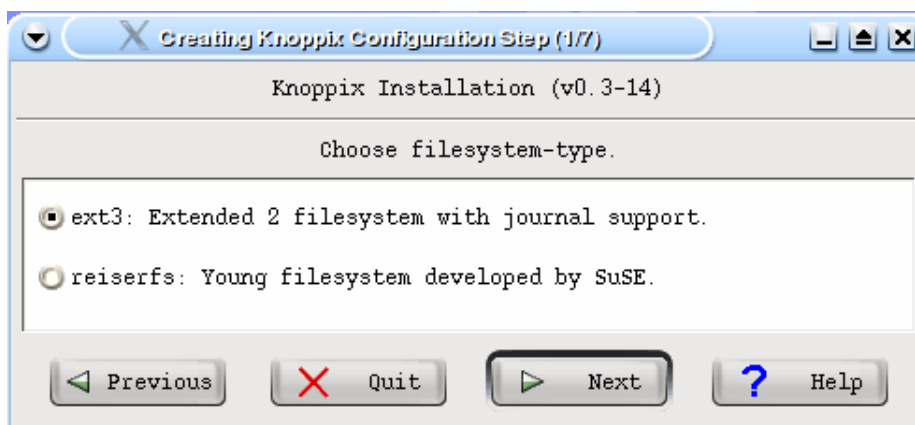 Creating Knoppix Configuration Step (1/7)
Knoppix Installation (v0.3-14)
Choose filesystem-type.
ext3: Extended 2 filesystem with journal support.
reiserfs: Young filesystem developed by SuSE.
Previous Quit Next ? Help